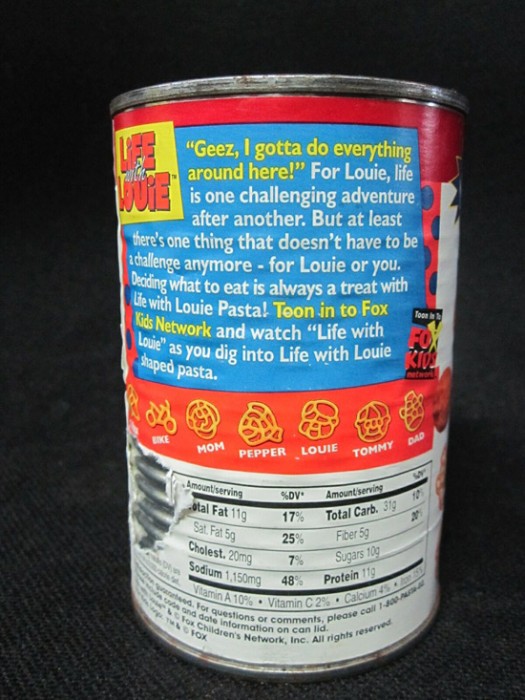 LiFE
with
LOUiE™
"Geez, I gotta do everything
around here!" For Louie, life
is one challenging adventure
after another. But at least
there's one thing that doesn't have to be
a challenge anymore - for Louie or you.
Deciding what to eat is always a treat with
Life with Louie Pasta! Toon in to Fox
Kids Network and watch "Life with
Louie" as you dig into Life with Louie
shaped pasta.
Toon in To
FOX
KIDS
network
BIKE MOM PEPPER LOUIE TOMMY DAD
Amount/serving %DV* Amount/serving %DV*
otal Fat 11g 17% Total Carb. 31g 10%
Sat. Fat 5g 25% Fiber 5g 20%
Cholest. 20mg 7% Sugars 10g
Sodium 1,150mg 48% Protein 11g
Vitamin A 10% • Vitamin C 2% • Calcium 4% •
guaranteed. For questions or comments, please call 1-800-
code and date information on can lid.
© Fox Children's Network, Inc. All rights reserved.
TM & © FOX